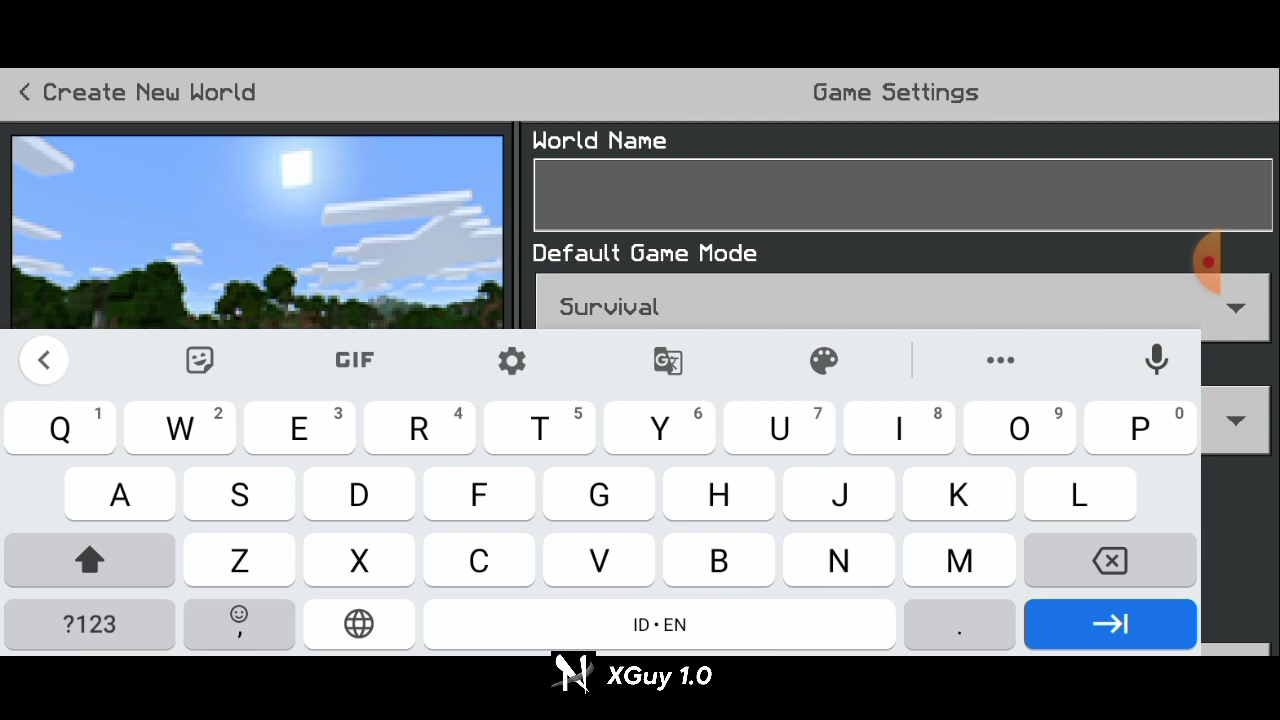 Create New World
Game Settings
World Name
Default Game Mode
Survival
GIF
Q 1 W 2 E 3 R 4 T 5 Y 6 U 7 I 8 O 9 P 0
A S D F G H J K L
Z X C V B N M
?123 , ID • EN .
XGuy 1.0